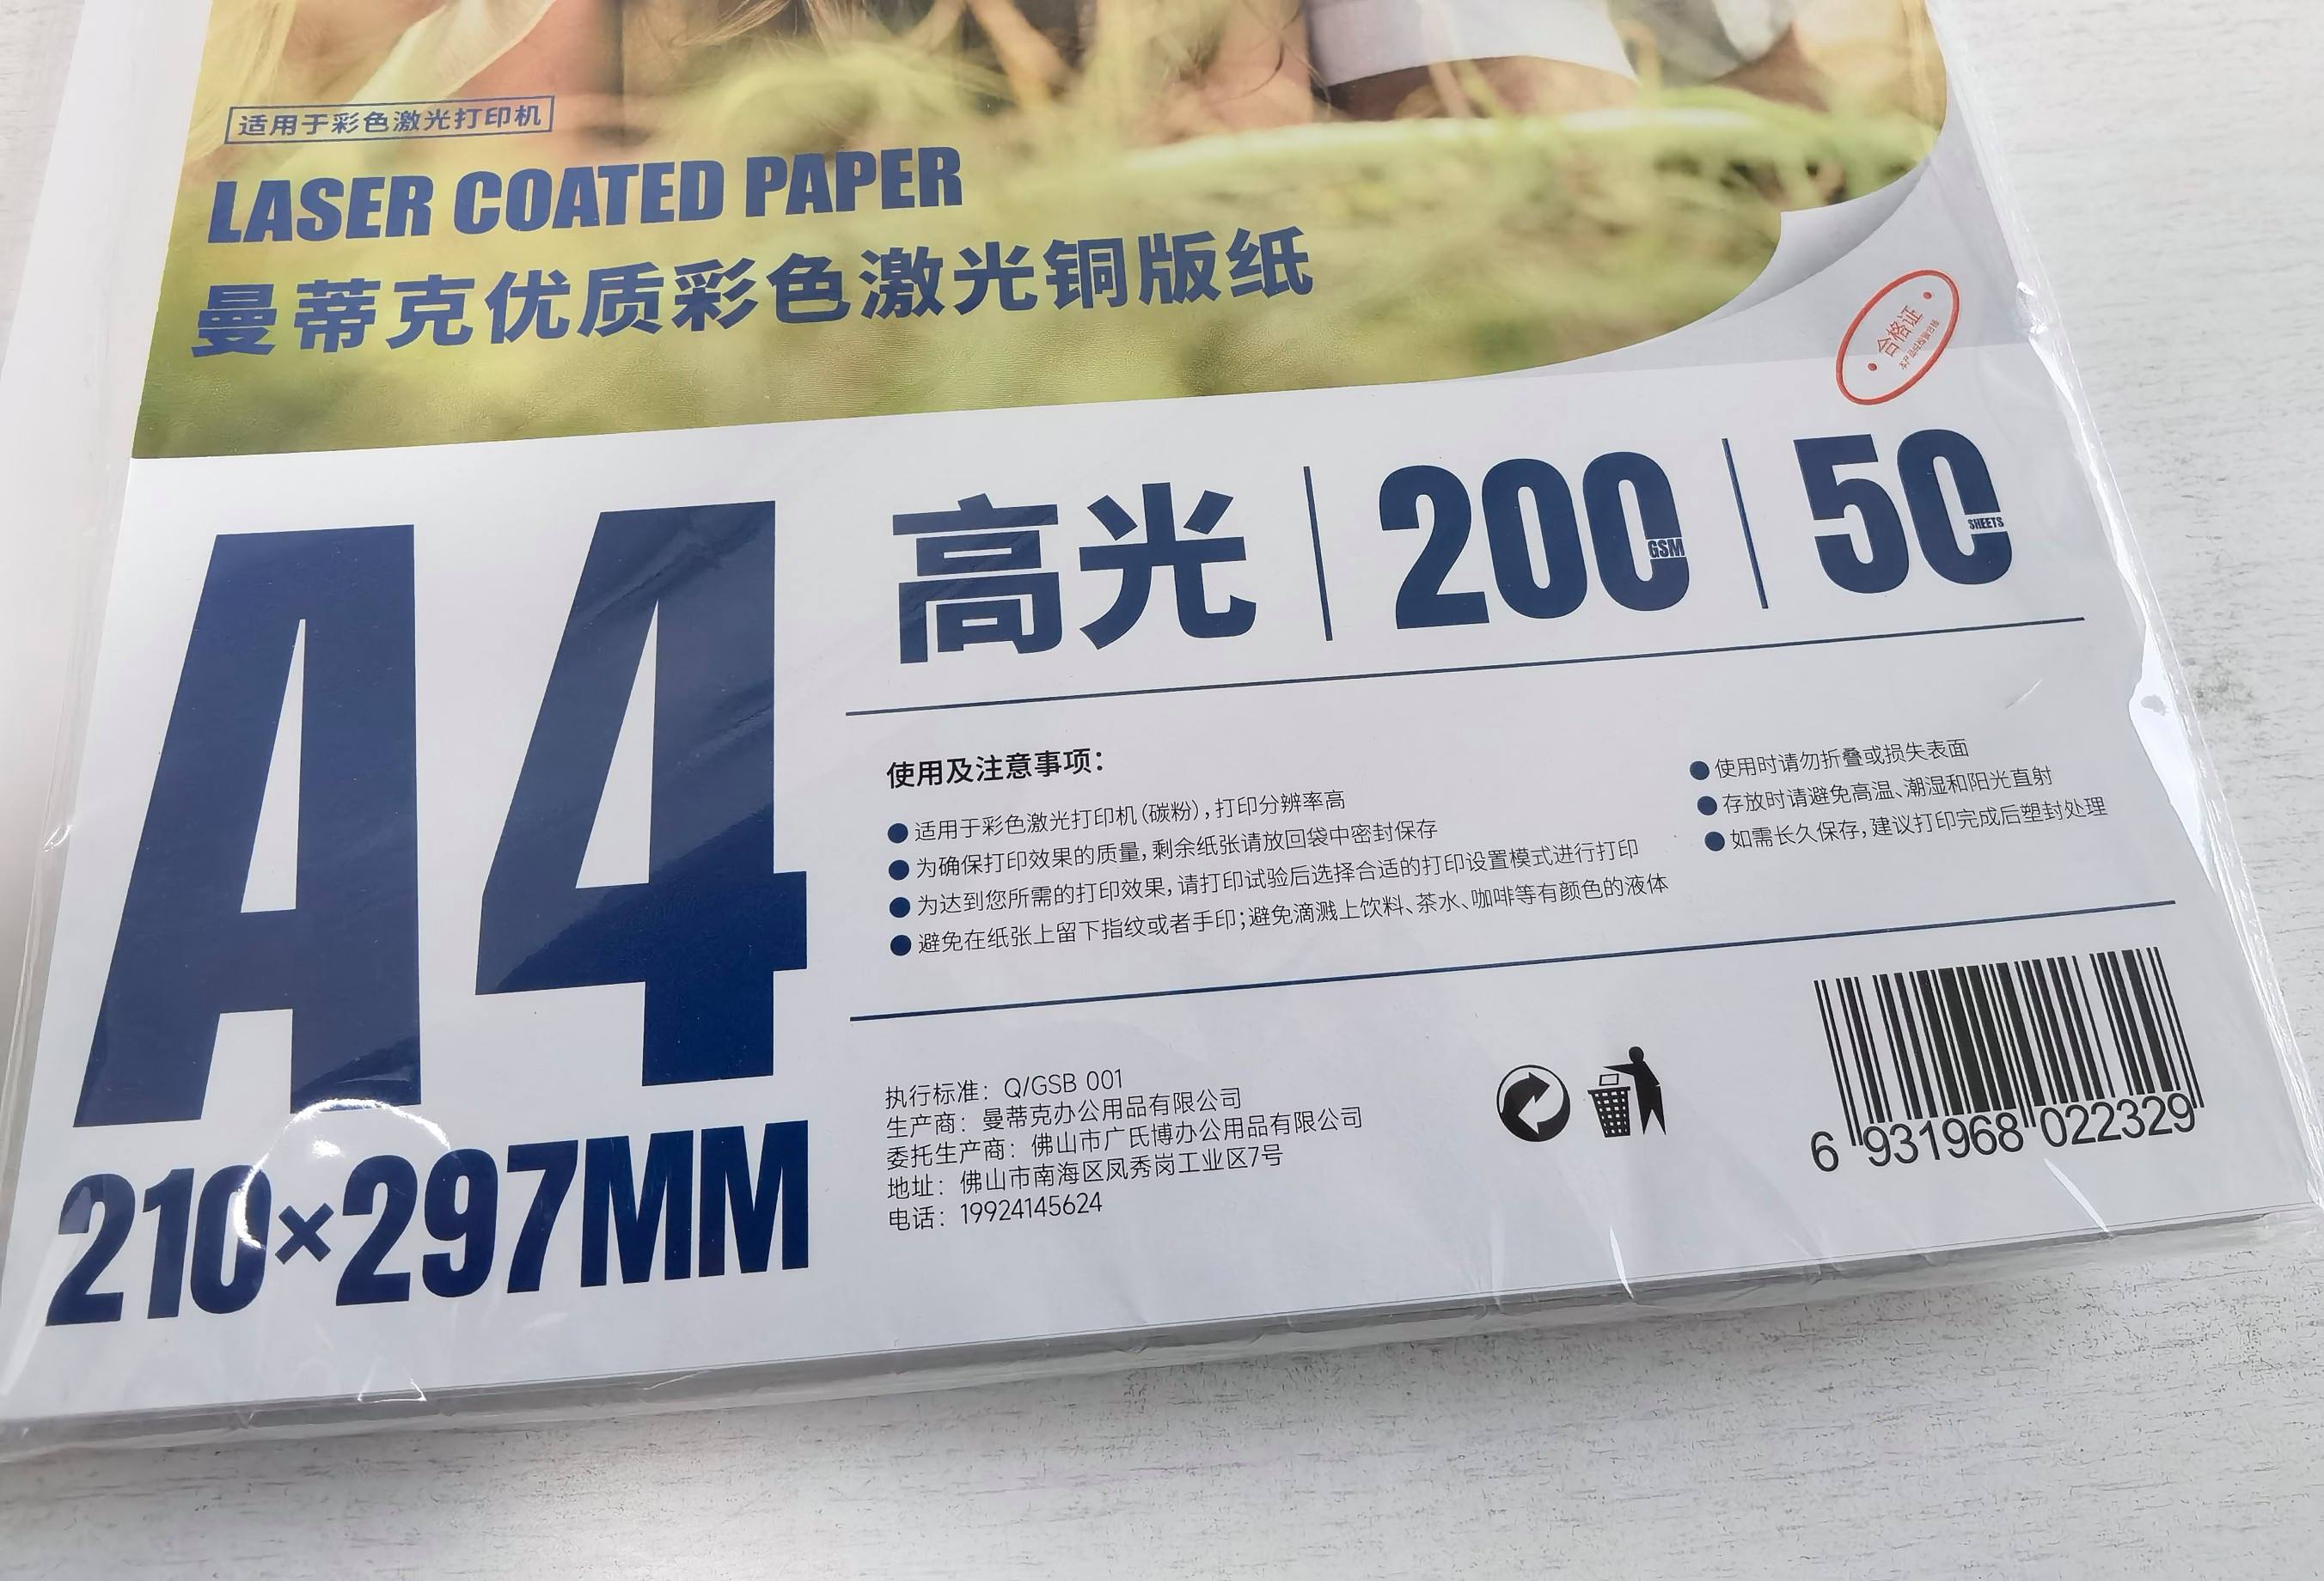 适用于彩色激光打印机
LASER COATED PAPER
曼蒂克优质彩色激光铜版纸
合格证
A4
高光
200 GSM
50 SHEETS
210×297MM
使用及注意事项：
●适用于彩色激光打印机(碳粉),打印分辨率高
●为确保打印效果的质量,剩余纸张请放回袋中密封保存
●为达到您所需的打印效果,请打印试验后选择合适的打印设置模式进行打印
●避免在纸张上留下指纹或者手印;避免滴溅上饮料、茶水、咖啡等有颜色的液体
●使用时请勿折叠或损失表面
●存放时请避免高温、潮湿和阳光直射
●如需长久保存,建议打印完成后塑封处理
执行标准：Q/GSB 001
生产商：曼蒂克办公用品有限公司
委托生产商：佛山市广氏博办公用品有限公司
地址：佛山市南海区凤秀岗工业区7号
电话：19924145624
6 931968 022329